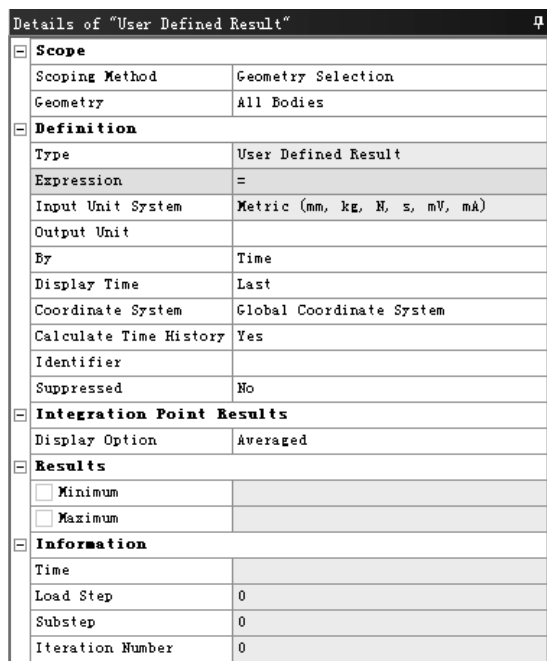 Details of "User Defined Result"
Scope
Scoping Method Geometry Selection
Geometry All Bodies
Definition
Type User Defined Result
Expression =
Input Unit System Metric (mm, kg, N, s, mV, mA)
Output Unit
By Time
Display Time Last
Coordinate System Global Coordinate System
Calculate Time History Yes
Identifier
Suppressed No
Integration Point Results
Display Option Averaged
Results
Minimum
Maximum
Information
Time
Load Step 0
Substep 0
Iteration Number 0